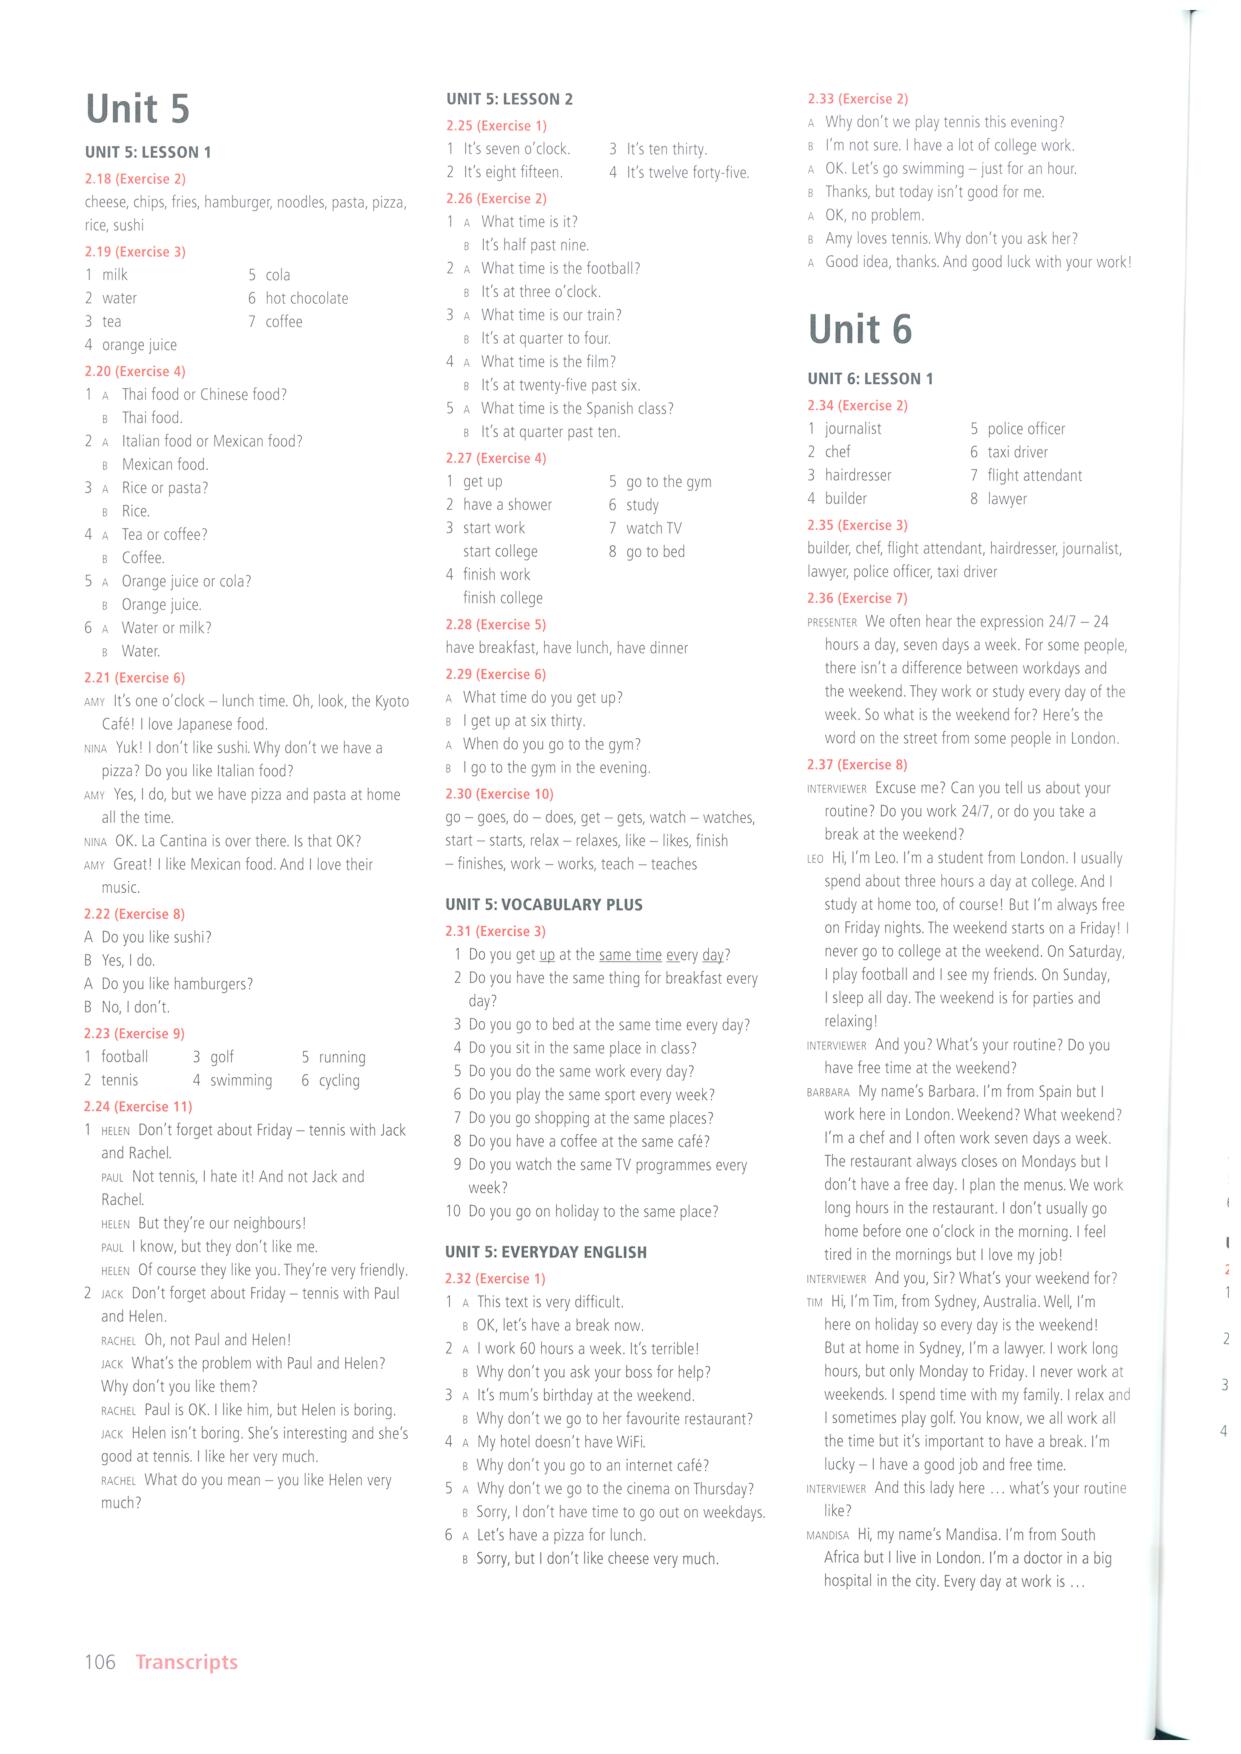 Unit 5
UNIT 5: LESSON 1
2.18 (Exercise 2)
cheese, chips, fries, hamburger, noodles, pasta, pizza,
rice, sushi
2.19 (Exercise 3)
1 milk
2 water
3 tea
4 orange juice
5 cola
6 hot chocolate
7 coffee
2.20 (Exercise 4)
1 A Thai food or Chinese food?
B Thai food.
2 A Italian food or Mexican food?
B Mexican food.
3 A Rice or pasta?
B Rice.
4 A Tea or coffee?
B Coffee.
5 A Orange juice or cola?
B Orange juice.
6 A Water or milk?
B Water.
2.21 (Exercise 6)
AMY It's one o'clock – lunch time. Oh, look, the Kyoto
Café! I love Japanese food.
NINA Yuk! I don't like sushi. Why don't we have a
pizza? Do you like Italian food?
AMY Yes, I do, but we have pizza and pasta at home
all the time.
NINA OK. La Cantina is over there. Is that OK?
AMY Great! I like Mexican food. And I love their
music.
2.22 (Exercise 8)
A Do you like sushi?
B Yes, I do.
A Do you like hamburgers?
B No, I don't.
2.23 (Exercise 9)
1 football 3 golf 5 running
2 tennis 4 swimming 6 cycling
2.24 (Exercise 11)
1 HELEN Don't forget about Friday – tennis with Jack
and Rachel.
PAUL Not tennis, I hate it! And not Jack and
Rachel.
HELEN But they're our neighbours!
PAUL I know, but they don't like me.
HELEN Of course they like you. They're very friendly.
2 JACK Don't forget about Friday – tennis with Paul
and Helen.
RACHEL Oh, not Paul and Helen!
JACK What's the problem with Paul and Helen?
Why don't you like them?
RACHEL Paul is OK. I like him, but Helen is boring.
JACK Helen isn't boring. She's interesting and she's
good at tennis. I like her very much.
RACHEL What do you mean – you like Helen very
much?
UNIT 5: LESSON 2
2.25 (Exercise 1)
1 It's seven o'clock. 3 It's ten thirty.
2 It's eight fifteen. 4 It's twelve forty-five.
2.26 (Exercise 2)
1 A What time is it?
B It's half past nine.
2 A What time is the football?
B It's at three o'clock.
3 A What time is our train?
B It's at quarter to four.
4 A What time is the film?
B It's at twenty-five past six.
5 A What time is the Spanish class?
B It's at quarter past ten.
2.27 (Exercise 4)
1 get up
2 have a shower
3 start work
start college
4 finish work
finish college
5 go to the gym
6 study
7 watch TV
8 go to bed
2.28 (Exercise 5)
have breakfast, have lunch, have dinner
2.29 (Exercise 6)
A What time do you get up?
B I get up at six thirty.
A When do you go to the gym?
B I go to the gym in the evening.
2.30 (Exercise 10)
go – goes, do – does, get – gets, watch – watches,
start – starts, relax – relaxes, like – likes, finish
– finishes, work – works, teach – teaches
UNIT 5: VOCABULARY PLUS
2.31 (Exercise 3)
1 Do you get up at the same time every day?
2 Do you have the same thing for breakfast every
day?
3 Do you go to bed at the same time every day?
4 Do you sit in the same place in class?
5 Do you do the same work every day?
6 Do you play the same sport every week?
7 Do you go shopping at the same places?
8 Do you have a coffee at the same café?
9 Do you watch the same TV programmes every
week?
10 Do you go on holiday to the same place?
UNIT 5: EVERYDAY ENGLISH
2.32 (Exercise 1)
1 A This text is very difficult.
B OK, let's have a break now.
2 A I work 60 hours a week. It's terrible!
B Why don't you ask your boss for help?
3 A It's mum's birthday at the weekend.
B Why don't we go to her favourite restaurant?
4 A My hotel doesn't have WiFi.
B Why don't you go to an internet café?
5 A Why don't we go to the cinema on Thursday?
B Sorry, I don't have time to go out on weekdays.
6 A Let's have a pizza for lunch.
B Sorry, but I don't like cheese very much.
2.33 (Exercise 2)
A Why don't we play tennis this evening?
B I'm not sure. I have a lot of college work.
A OK. Let's go swimming – just for an hour.
B Thanks, but today isn't good for me.
A OK, no problem.
B Amy loves tennis. Why don't you ask her?
A Good idea, thanks. And good luck with your work!
Unit 6
UNIT 6: LESSON 1
2.34 (Exercise 2)
1 journalist
2 chef
3 hairdresser
4 builder
5 police officer
6 taxi driver
7 flight attendant
8 lawyer
2.35 (Exercise 3)
builder, chef, flight attendant, hairdresser, journalist,
lawyer, police officer, taxi driver
2.36 (Exercise 7)
PRESENTER We often hear the expression 24/7 – 24
hours a day, seven days a week. For some people,
there isn't a difference between workdays and
the weekend. They work or study every day of the
week. So what is the weekend for? Here's the
word on the street from some people in London.
2.37 (Exercise 8)
INTERVIEWER Excuse me? Can you tell us about your
routine? Do you work 24/7, or do you take a
break at the weekend?
LEO Hi, I'm Leo. I'm a student from London. I usually
spend about three hours a day at college. And I
study at home too, of course! But I'm always free
on Friday nights. The weekend starts on a Friday! I
never go to college at the weekend. On Saturday,
I play football and I see my friends. On Sunday,
I sleep all day. The weekend is for parties and
relaxing!
INTERVIEWER And you? What's your routine? Do you
have free time at the weekend?
BARBARA My name's Barbara. I'm from Spain but I
work here in London. Weekend? What weekend?
I'm a chef and I often work seven days a week.
The restaurant always closes on Mondays but I
don't have a free day. I plan the menus. We work
long hours in the restaurant. I don't usually go
home before one o'clock in the morning. I feel
tired in the mornings but I love my job!
INTERVIEWER And you, Sir? What's your weekend for?
TIM Hi, I'm Tim, from Sydney, Australia. Well, I'm
here on holiday so every day is the weekend!
But at home in Sydney, I'm a lawyer. I work long
hours, but only Monday to Friday. I never work at
weekends. I spend time with my family. I relax and
I sometimes play golf. You know, we all work all
the time but it's important to have a break. I'm
lucky – I have a good job and free time.
INTERVIEWER And this lady here ... what's your routine
like?
MANDISA Hi, my name's Mandisa. I'm from South
Africa but I live in London. I'm a doctor in a big
hospital in the city. Every day at work is ...
106 Transcripts
1
2
3
4